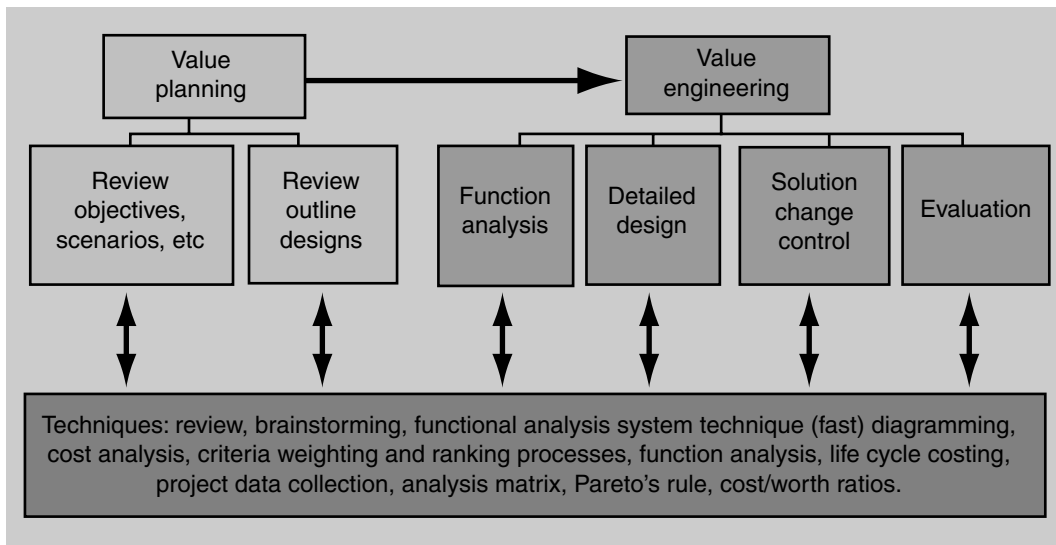 Value
planning
Value
engineering
Review
objectives,
scenarios, etc
Review
outline
designs
Function
analysis
Detailed
design
Solution
change
control
Evaluation
Techniques: review, brainstorming, functional analysis system technique (fast) diagramming,
cost analysis, criteria weighting and ranking processes, function analysis, life cycle costing,
project data collection, analysis matrix, Pareto's rule, cost/worth ratios.